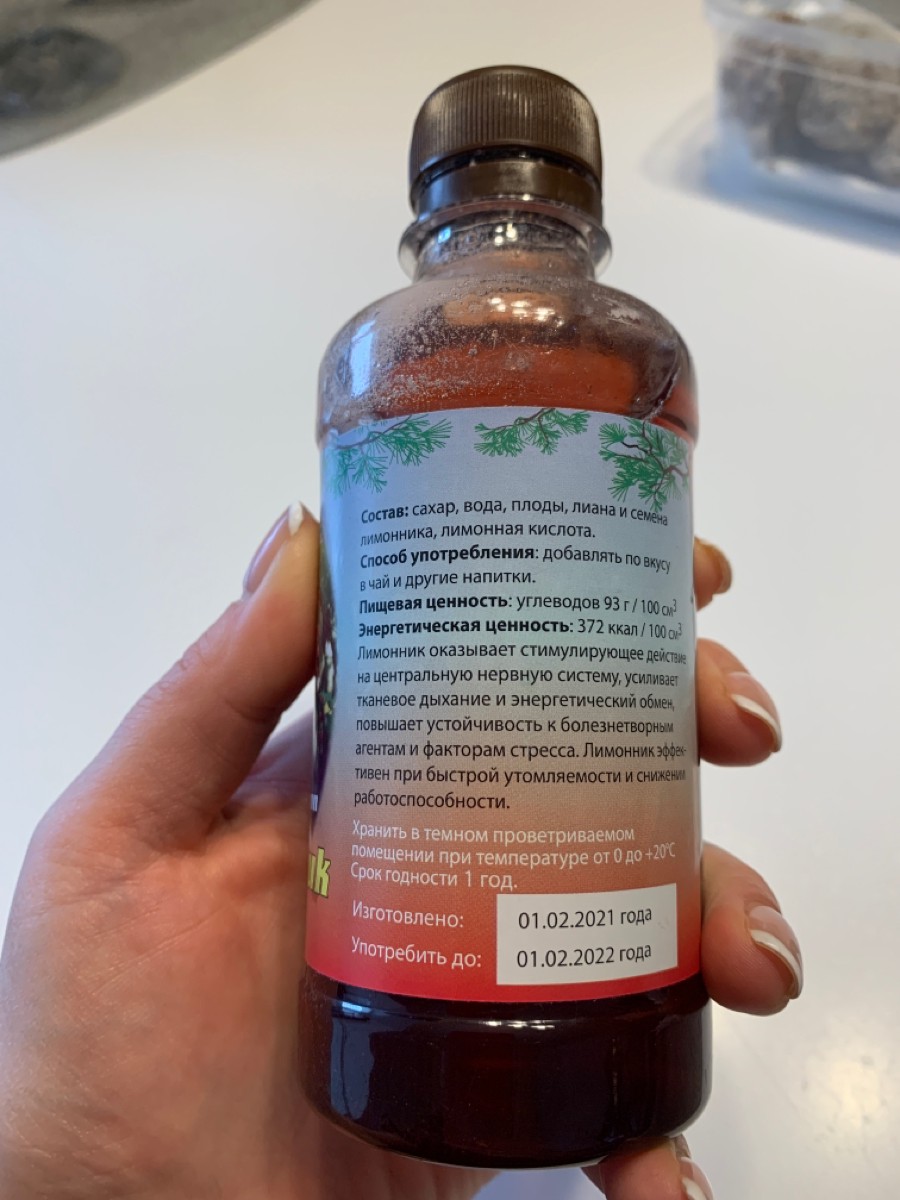 Состав: сахар, вода, плоды, лиана и семена
лимонника, лимонная кислота.
Способ употребления: добавлять по вкусу
в чай и другие напитки.
Пищевая ценность: углеводов 93 г / 100 см³
Энергетическая ценность: 372 ккал / 100 см³
Лимонник оказывает стимулирующее действие
на центральную нервную систему, усиливает
тканевое дыхание и энергетический обмен,
повышает устойчивость к болезнетворным
агентам и факторам стресса. Лимонник эффек-
тивен при быстрой утомляемости и снижении
работоспособности.
Хранить в темном проветриваемом
помещении при температуре от 0 до +20°C
Срок годности 1 год.
Изготовлено: 01.02.2021 года
Употребить до: 01.02.2022 года